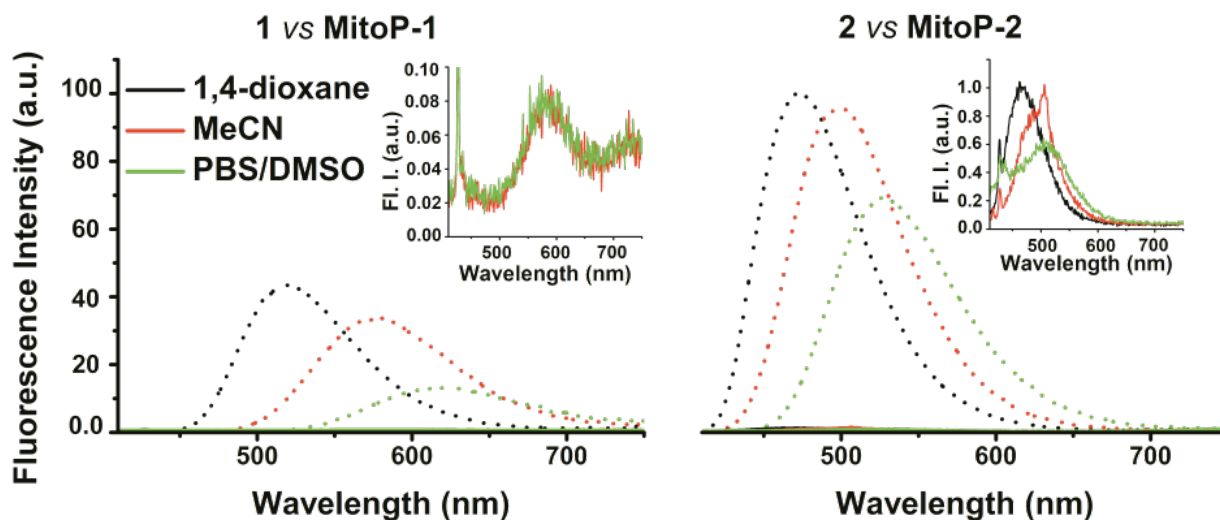 1 vs MitoP-1
2 vs MitoP-2
Fluorescence Intensity (a.u.)
100
80
60
40
20
0.0
1,4-dioxane
MeCN
PBS/DMSO
Fl. I. (a.u.)
0.10
0.08
0.06
0.04
0.02
0.00
500 600 700
Wavelength (nm)
Fl. I. (a.u.)
1.0
0.8
0.6
0.4
0.2
0.0
500 600 700
Wavelength (nm)
500 600 700
Wavelength (nm)
500 600 700
Wavelength (nm)